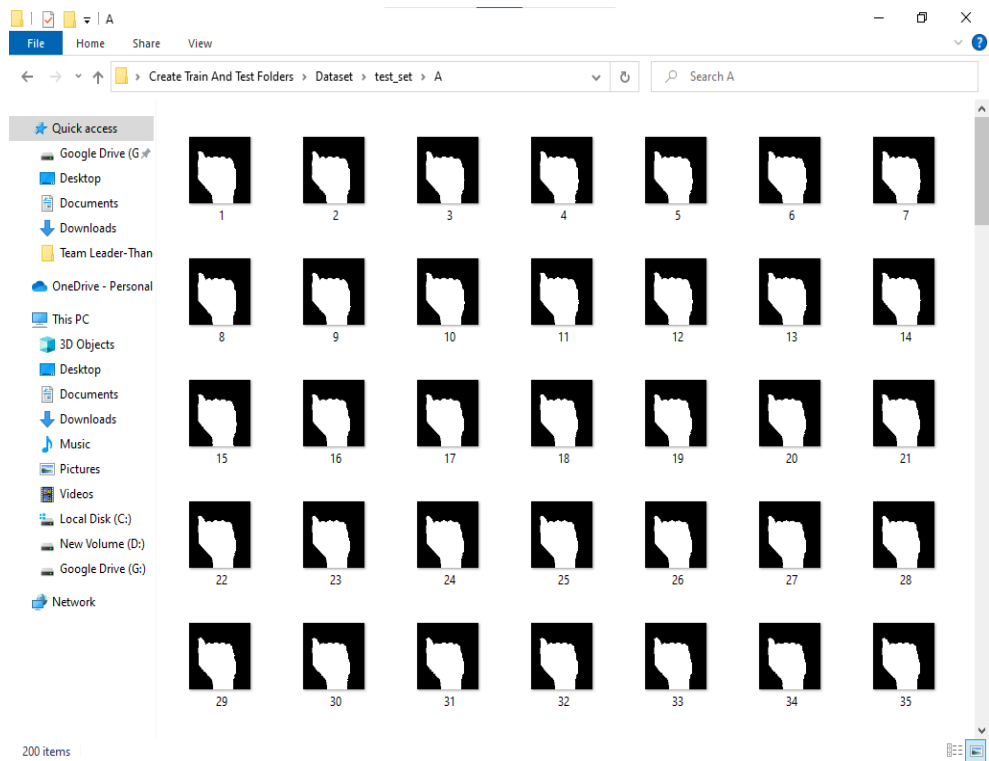 A
File Home Share View
Create Train And Test Folders > Dataset > test_set > A
Search A
Quick access
Google Drive (G
Desktop
Documents
Downloads
Team Leader-Than
OneDrive - Personal
This PC
3D Objects
Desktop
Documents
Downloads
Music
Pictures
Videos
Local Disk (C:)
New Volume (D:)
Google Drive (G:)
Network
1 2 3 4 5 6 7
8 9 10 11 12 13 14
15 16 17 18 19 20 21
22 23 24 25 26 27 28
29 30 31 32 33 34 35
200 items